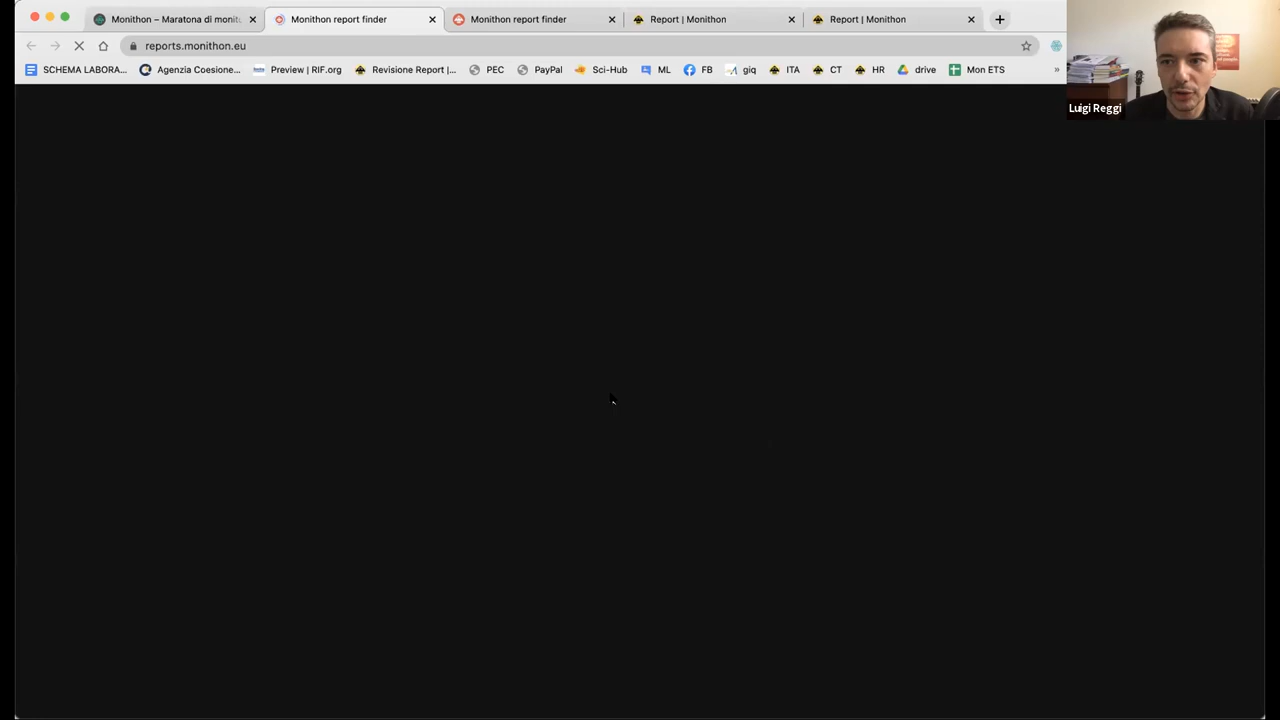 Monithon – Maratona di monitu
Monithon report finder
Monithon report finder
Report | Monithon
Report | Monithon
reports.monithon.eu
SCHEMA LABORA...
Agenzia Coesione...
Preview | RIF.org
Revisione Report |...
PEC
PayPal
Sci-Hub
ML
FB
giq
ITA
CT
HR
drive
Mon ETS
»
Luigi Reggi